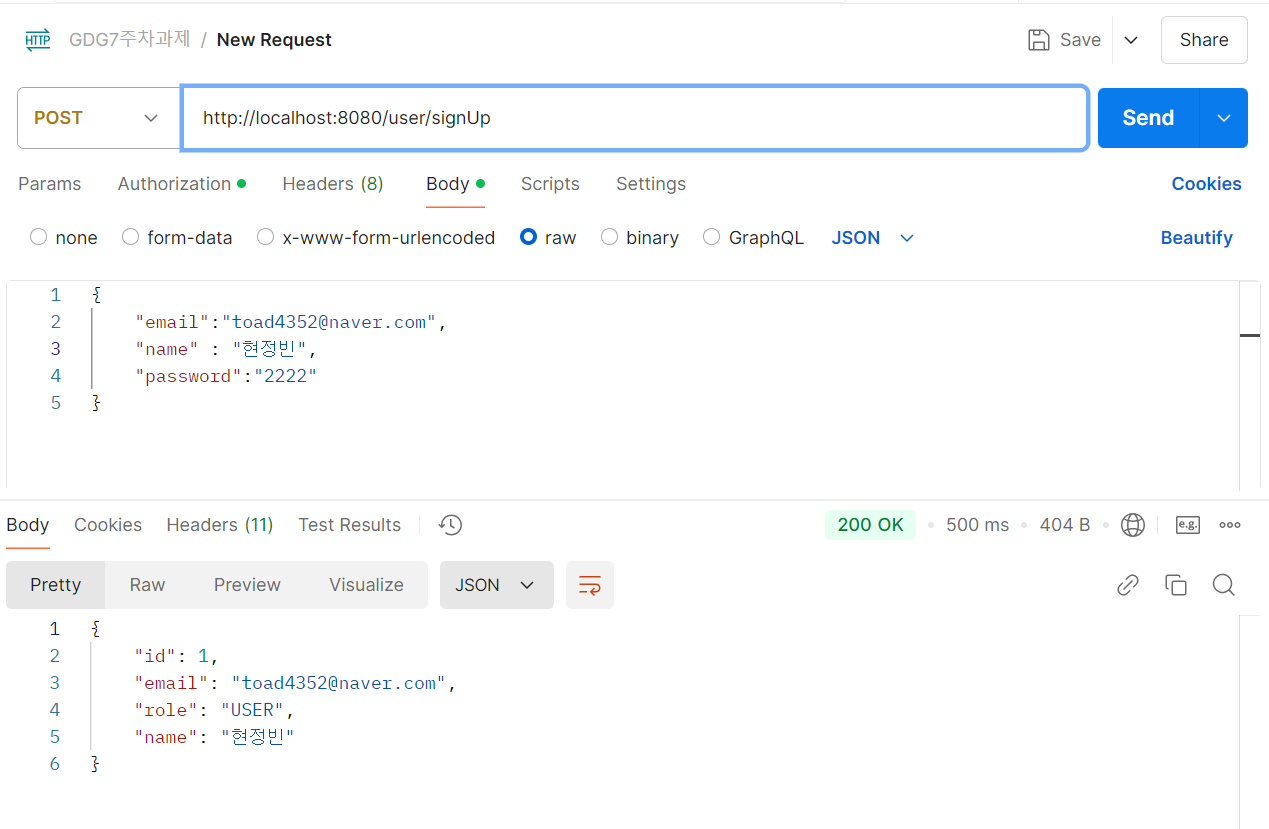 HTTP GDG7주차과제 / New Request Save Share
POST http://localhost:8080/user/signUp Send
Params Authorization Headers (8) Body Scripts Settings Cookies
none form-data x-www-form-urlencoded raw binary GraphQL JSON Beautify
1 {
2 "email":"toad4352@naver.com",
3 "name" : "현정빈",
4 "password":"2222"
5 }
Body Cookies Headers (11) Test Results 200 OK 500 ms 404 B e.g.
Pretty Raw Preview Visualize JSON
1 {
2 "id": 1,
3 "email": "toad4352@naver.com",
4 "role": "USER",
5 "name": "현정빈"
6 }